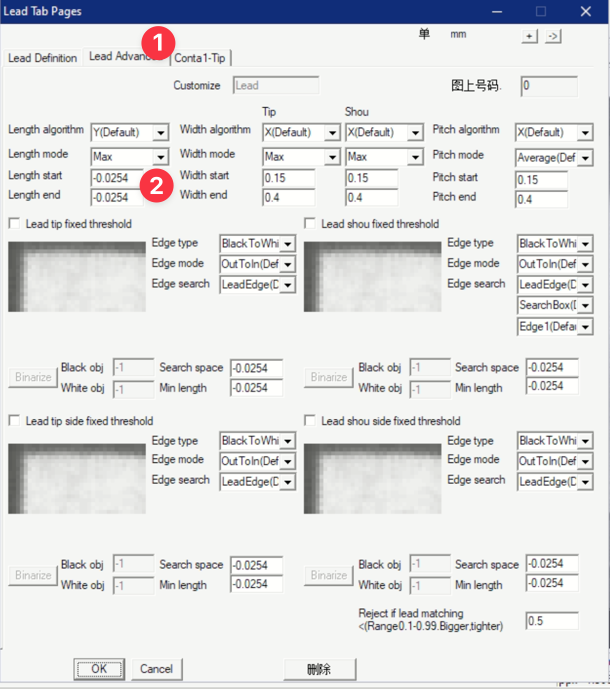 Lead Tab Pages
1
单 mm + ->
Lead Definition Lead Advanc Conta1-Tip
Customize Lead 图上号码. 0
Tip Shou
Length algorithm Y(Default) Width algorithm X(Default) X(Default) Pitch algorithm X(Default)
Length mode Max Width mode Max Max Pitch mode Average(Def
Length start -0.0254 2 Width start 0.15 0.15 Pitch start 0.15
Length end -0.0254 Width end 0.4 0.4 Pitch end 0.4
Lead tip fixed threshold Lead shou fixed threshold
Edge type BlackToWhi Edge type BlackToWhi
Edge mode OutToIn(Def Edge mode OutToIn(Def
Edge search LeadEdge(D Edge search LeadEdge(D
SearchBox(D
Edge1(Defau
Binarize Black obj -1 Search space -0.0254 Binarize Black obj -1 Search space -0.0254
White obj -1 Min length -0.0254 White obj -1 Min length -0.0254
Lead tip side fixed threshold Lead shou side fixed threshold
Edge type BlackToWhi Edge type BlackToWhi
Edge mode OutToIn(Def Edge mode OutToIn(Def
Edge search LeadEdge(D Edge search LeadEdge(D
Binarize Black obj -1 Search space -0.0254 Binarize Black obj -1 Search space -0.0254
White obj -1 Min length -0.0254 White obj -1 Min length -0.0254
Reject if lead matching
<(Range0.1-0.99.Bigger,tighter) 0.5
OK Cancel 删除